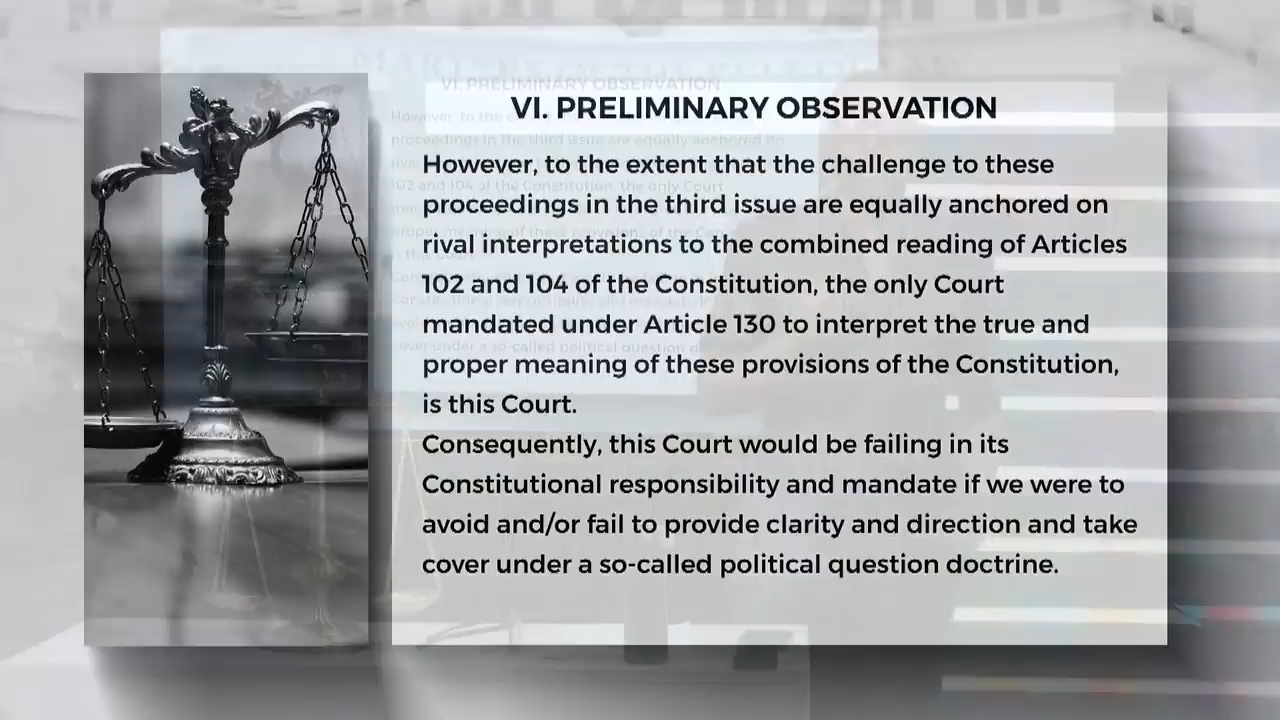 VI. PRELIMINARY OBSERVATION
However, to the extent that the challenge to these
proceedings in the third issue are equally anchored on
rival interpretations to the combined reading of Articles
102 and 104 of the Constitution, the only Court
mandated under Article 130 to interpret the true and
proper meaning of these provisions of the Constitution,
is this Court.
Consequently, this Court would be failing in its
Constitutional responsibility and mandate if we were to
avoid and/or fail to provide clarity and direction and take
cover under a so-called political question doctrine.